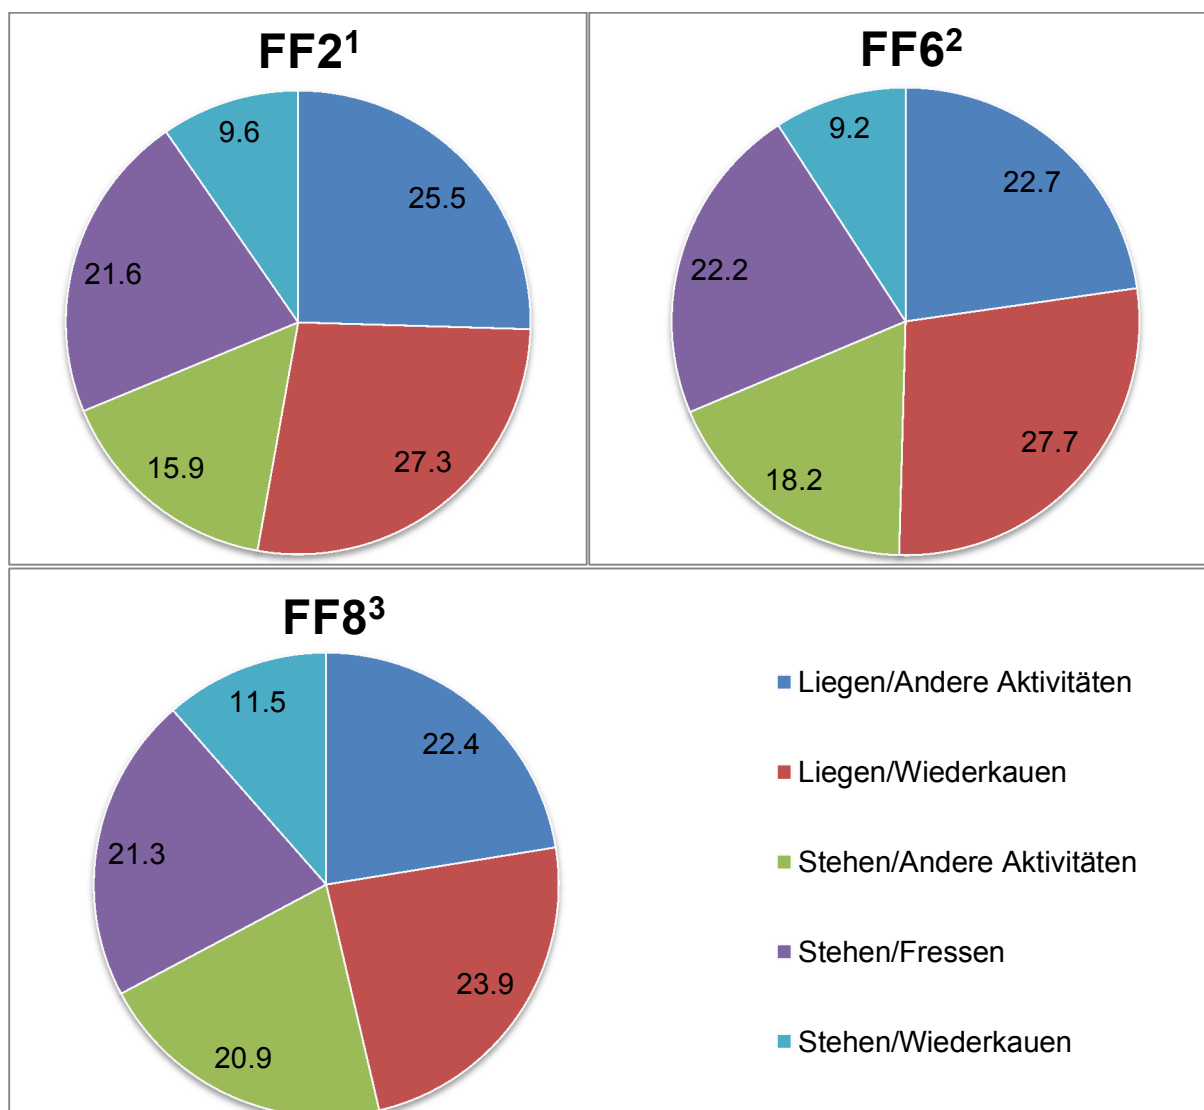 FF2¹
9.6
25.5
21.6
15.9
27.3
FF6²
9.2
22.7
22.2
18.2
27.7
FF8³
11.5
22.4
21.3
23.9
20.9
Liegen/Andere Aktivitäten
Liegen/Wiederkauen
Stehen/Andere Aktivitäten
Stehen/Fressen
Stehen/Wiederkauen